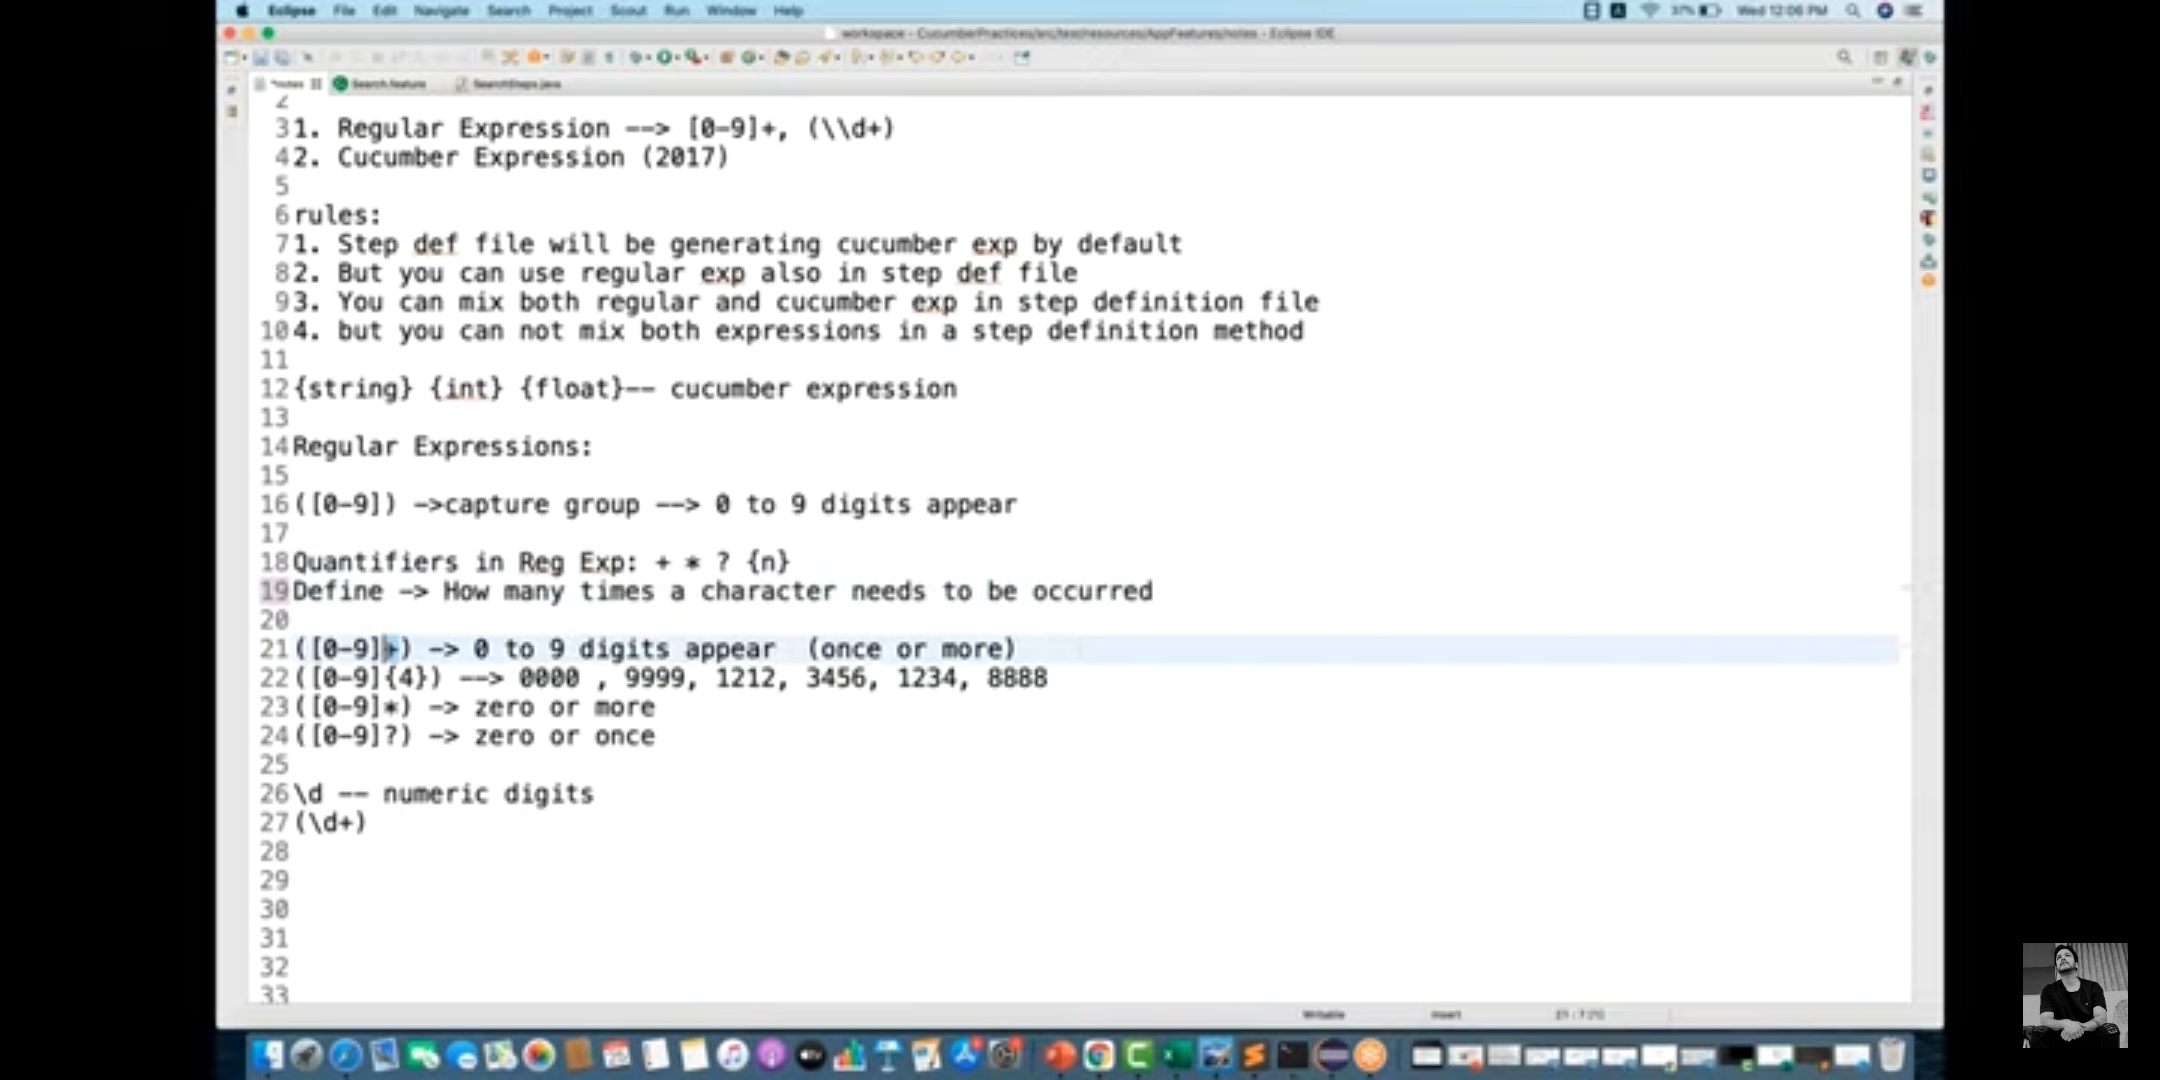 Eclipse File Edit Navigate Search Project Scout Run Window Help
37% Wed 12:06 PM
workspace - CucumberPractices/src/test/resources/AppFeatures/notes - Eclipse IDE
*notes Search.feature SearchSteps.java
2
3 1. Regular Expression --> [0-9]+, (\\d+)
4 2. Cucumber Expression (2017)
5
6 rules:
7 1. Step def file will be generating cucumber exp by default
8 2. But you can use regular exp also in step def file
9 3. You can mix both regular and cucumber exp in step definition file
10 4. but you can not mix both expressions in a step definition method
11
12 {string} {int} {float}-- cucumber expression
13
14 Regular Expressions:
15
16 ([0-9]) ->capture group --> 0 to 9 digits appear
17
18 Quantifiers in Reg Exp: + * ? {n}
19 Define -> How many times a character needs to be occurred
20
21 ([0-9]+) -> 0 to 9 digits appear (once or more)
22 ([0-9]{4}) --> 0000 , 9999, 1212, 3456, 1234, 8888
23 ([0-9]*) -> zero or more
24 ([0-9]?) -> zero or once
25
26 \d -- numeric digits
27 (\d+)
28
29
30
31
32
33
Writable Insert